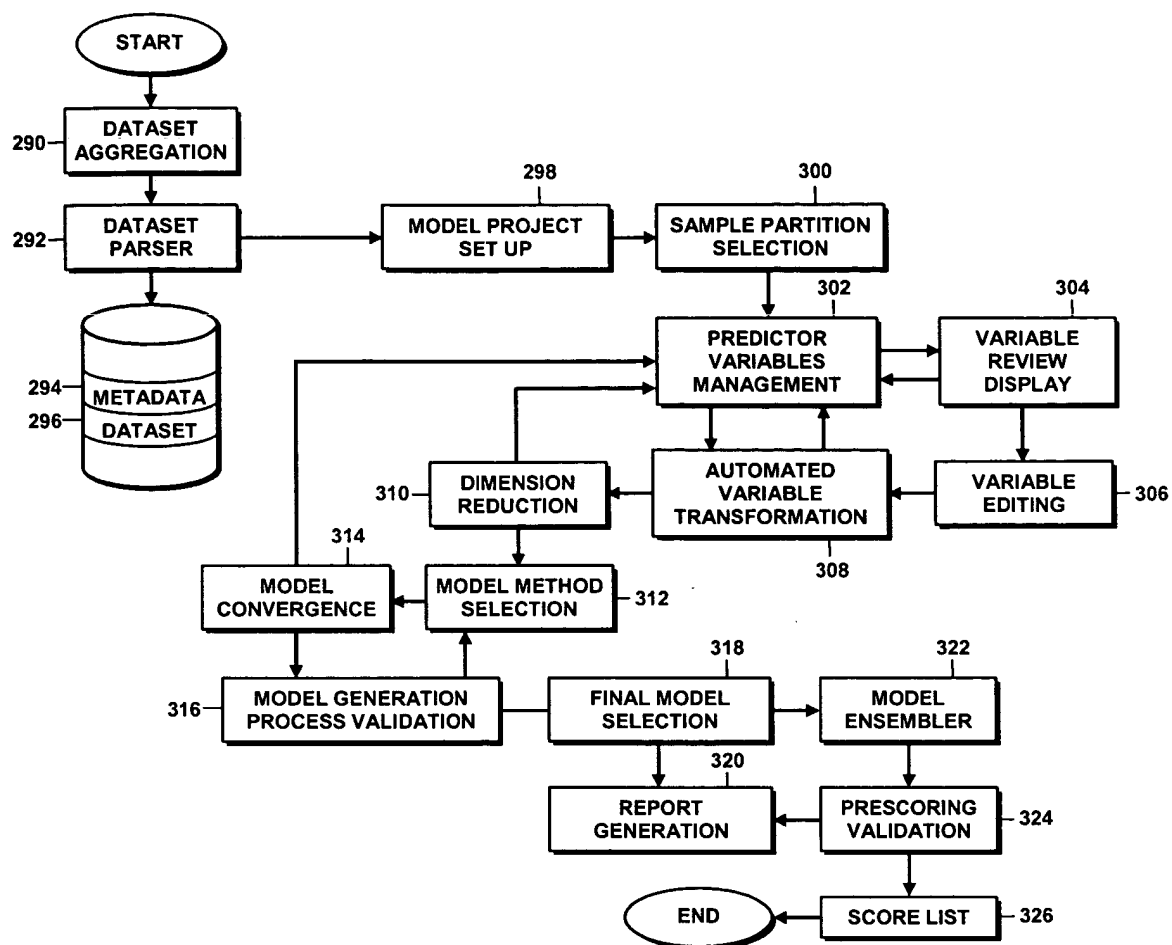 START
290
DATASET
AGGREGATION
298
300
292
DATASET
PARSER
MODEL PROJECT
SET UP
SAMPLE PARTITION
SELECTION
302
304
PREDICTOR
VARIABLES
MANAGEMENT
VARIABLE
REVIEW
DISPLAY
294
METADATA
296
DATASET
310
DIMENSION
REDUCTION
AUTOMATED
VARIABLE
TRANSFORMATION
VARIABLE
EDITING
306
308
314
MODEL
CONVERGENCE
MODEL METHOD
SELECTION
312
318
322
316
MODEL GENERATION
PROCESS VALIDATION
FINAL MODEL
SELECTION
MODEL
ENSEMBLER
320
REPORT
GENERATION
PRESCORING
VALIDATION
324
END
SCORE LIST
326